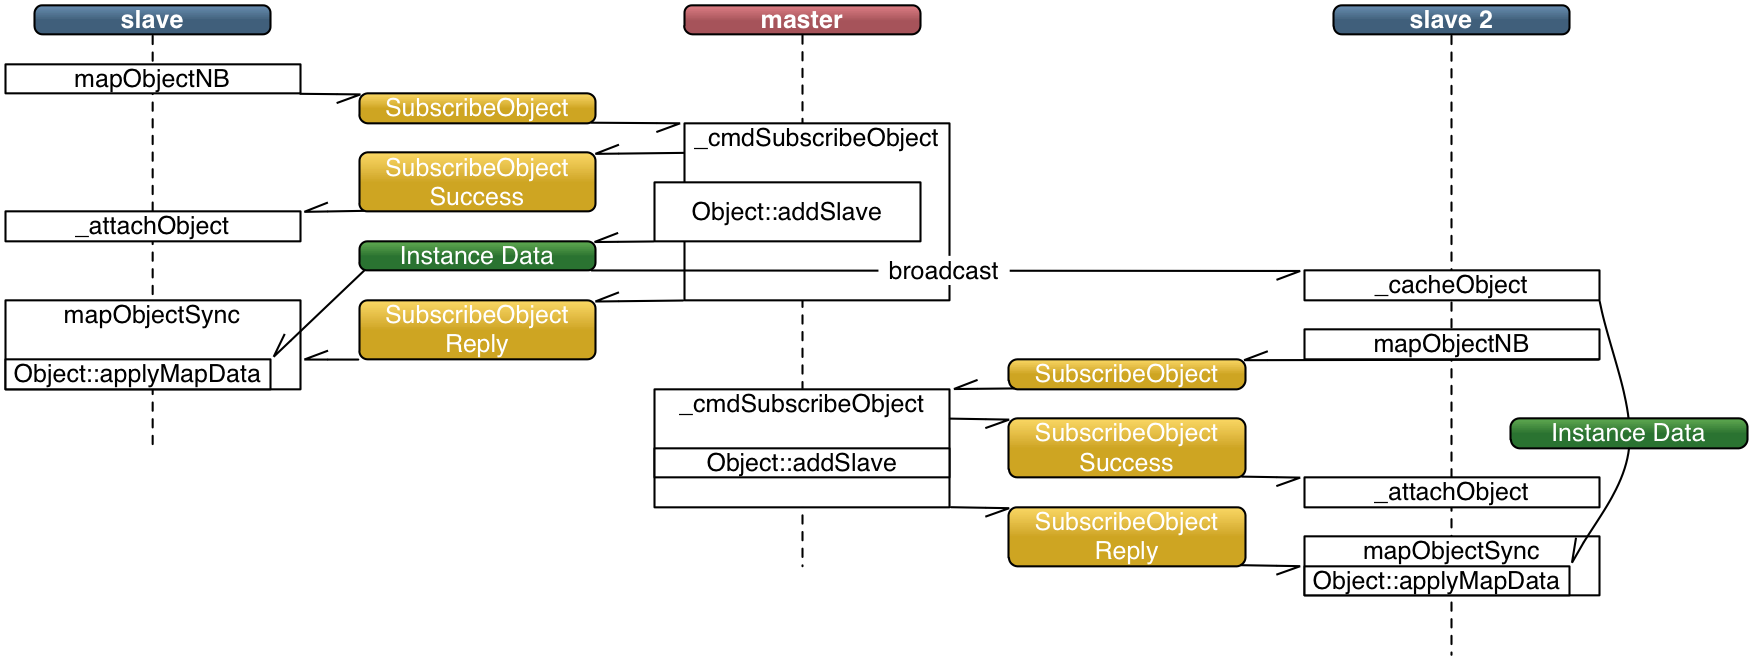 slave
master
slave 2
mapObjectNB
SubscribeObject
_cmdSubscribeObject
SubscribeObject
Success
Object::addSlave
_attachObject
Instance Data
broadcast
_cacheObject
mapObjectSync
SubscribeObject
Reply
Object::applyMapData
mapObjectNB
SubscribeObject
_cmdSubscribeObject
SubscribeObject
Success
Instance Data
Object::addSlave
_attachObject
SubscribeObject
Reply
mapObjectSync
Object::applyMapData